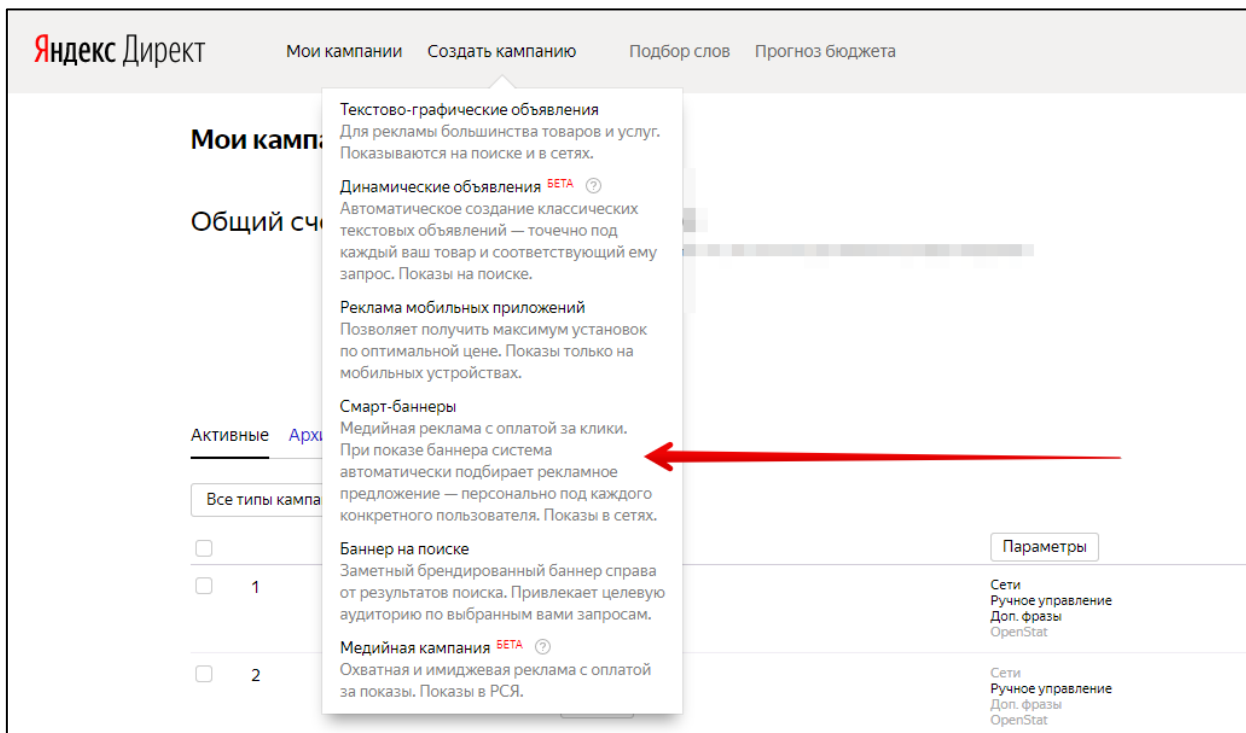 Яндекс Директ Мои кампании Создать кампанию Подбор слов Прогноз бюджета
Текстово-графические объявления
Для рекламы большинства товаров и услуг.
Показываются на поиске и в сетях.
Мои
Динамические объявления БЕТА ?
Автоматическое создание классических
текстовых объявлений — точечно под
каждый ваш товар и соответствующий ему
запрос. Показы на поиске.
Общий
Реклама мобильных приложений
Позволяет получить максимум установок
по оптимальной цене. Показы только на
мобильных устройствах.
Смарт-баннеры
Медийная реклама с оплатой за клики.
При показе баннера система
автоматически подбирает рекламное
предложение — персонально под каждого
конкретного пользователя. Показы в сетях.
Активные
Все типы
Баннер на поиске
Заметный брендированный баннер справа
от результатов поиска. Привлекает целевую
аудиторию по выбранным вами запросам.
Медийная кампания БЕТА ?
Охватная и имиджевая реклама с оплатой
за показы. Показы в РСЯ.
Параметры
1
Сети
Ручное управление
Доп. фразы
OpenStat
2
Сети
Ручное управление
Доп. фразы
OpenStat